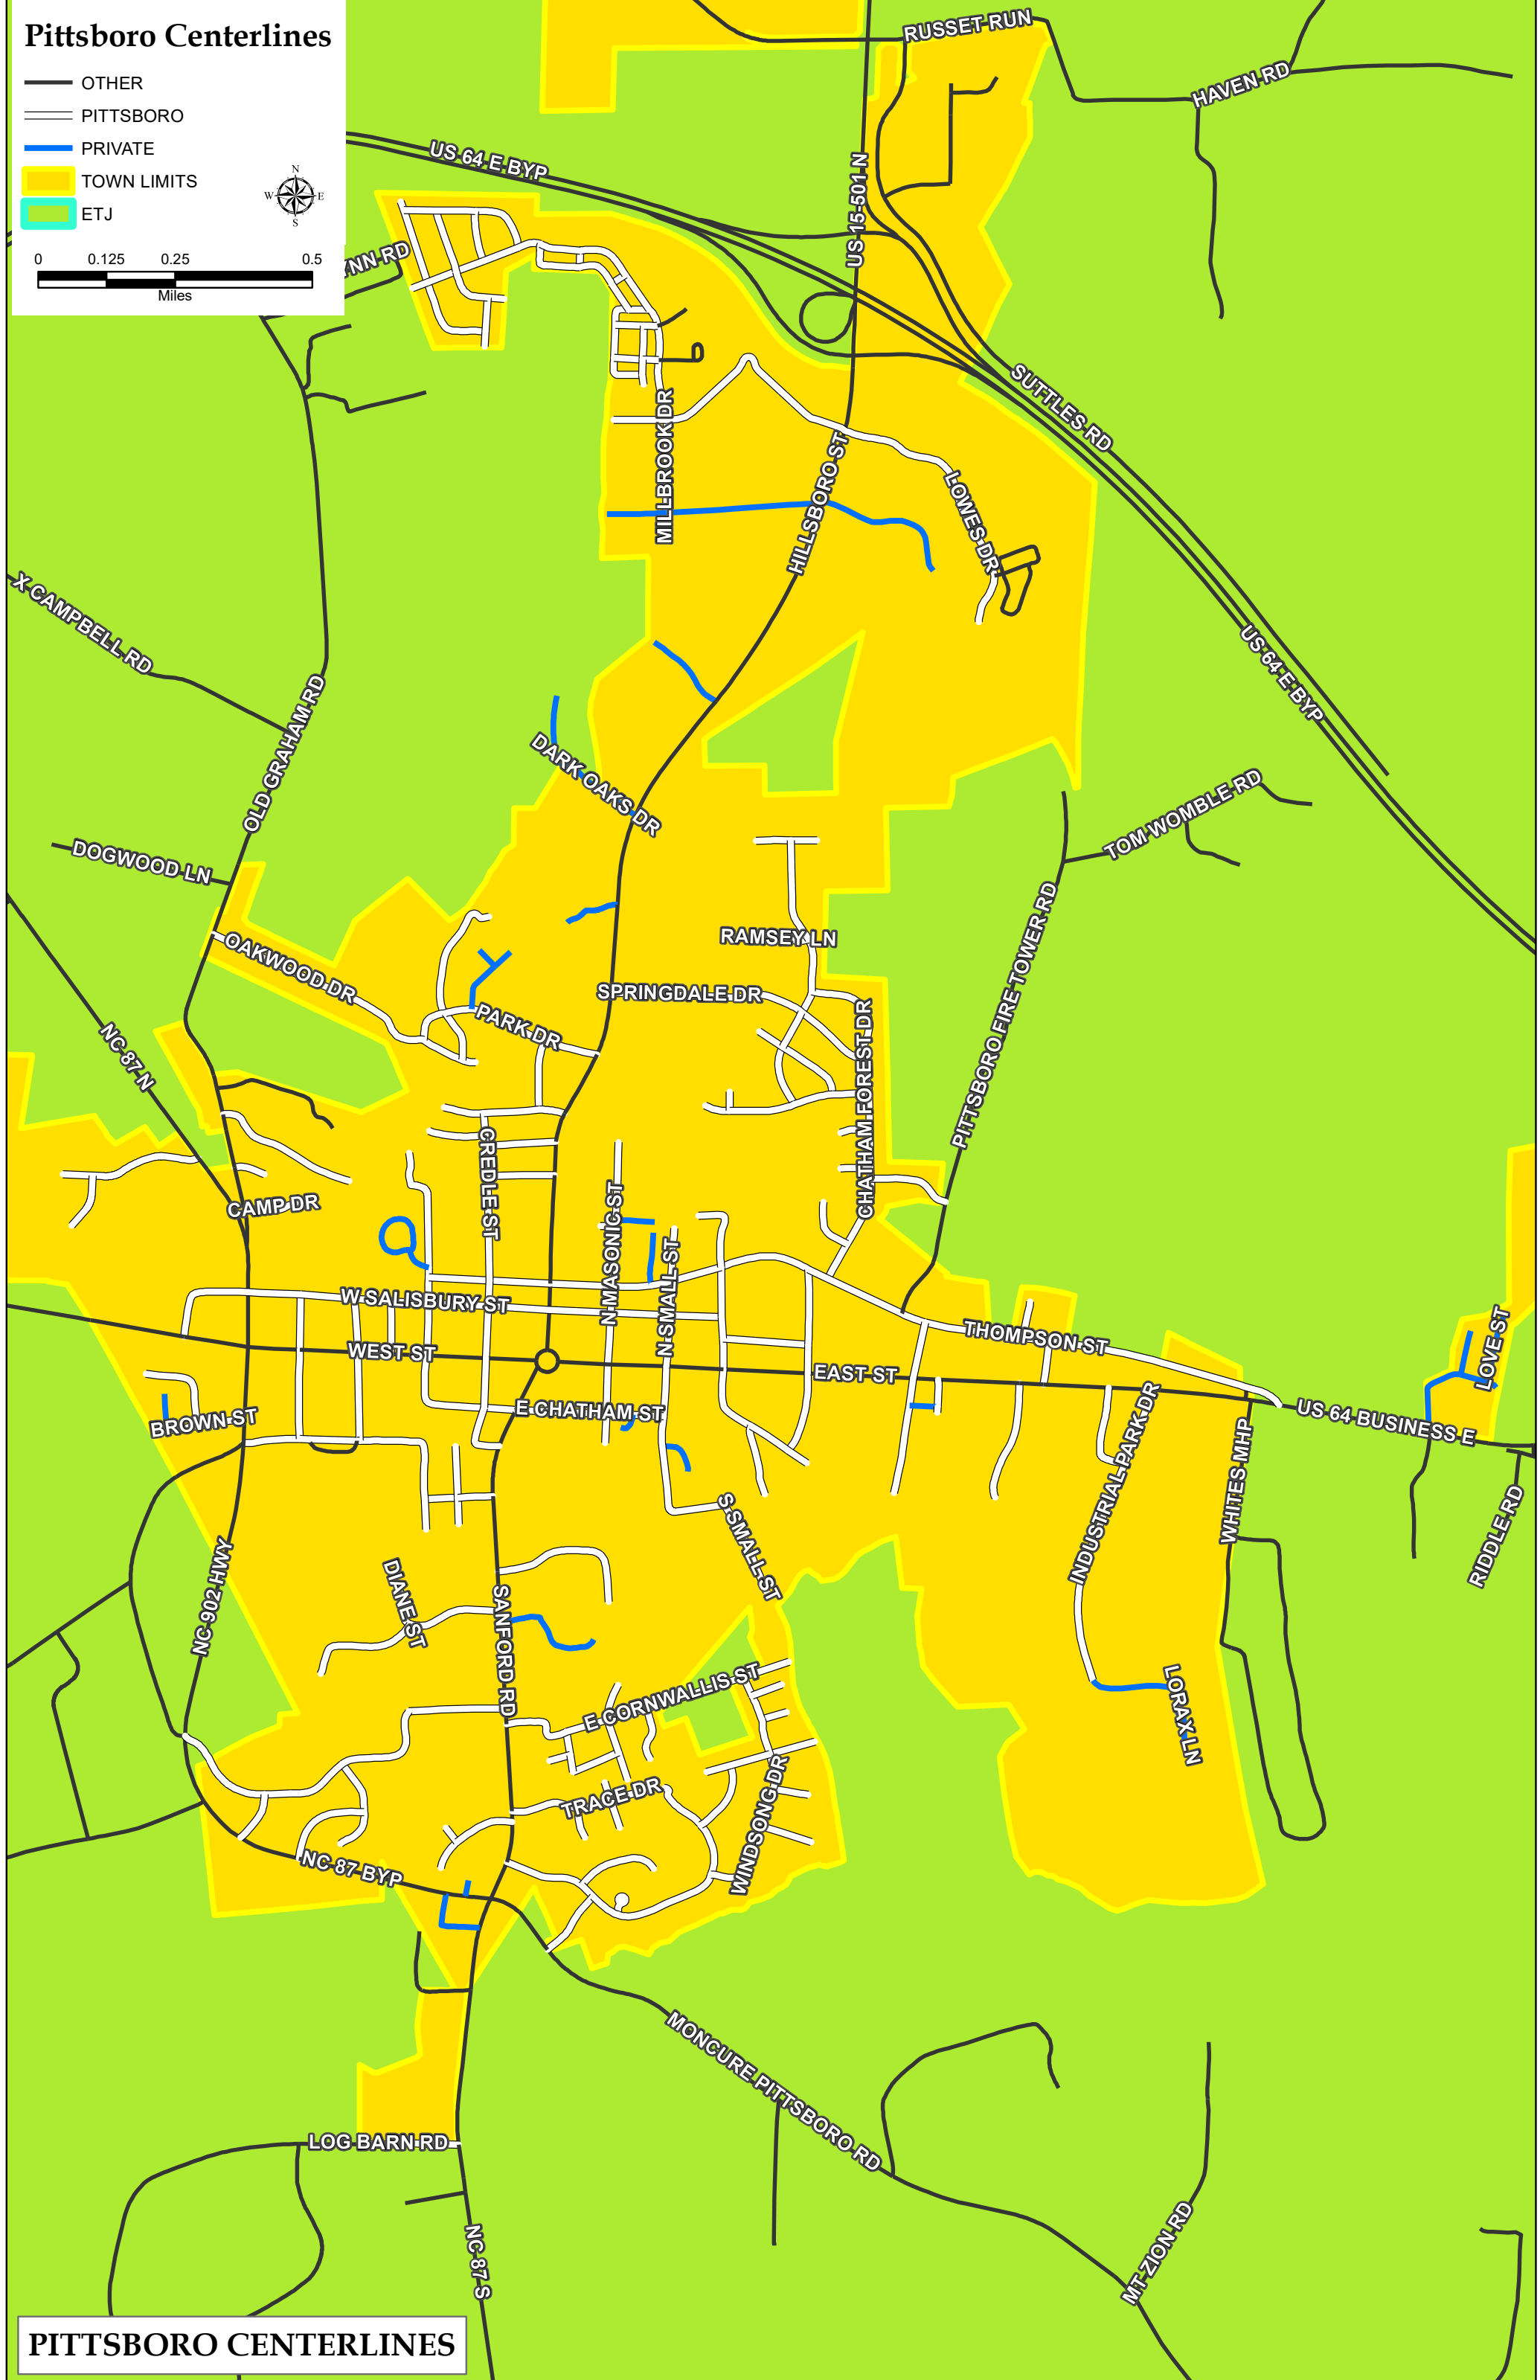 Pittsboro Centerlines
OTHER
PITTSBORO
PRIVATE
TOWN LIMITS
ETJ
N
W
E
S
0
0.125
0.25
0.5
Miles
RUSSET RUN
HAVEN RD
US 64 E BYP
US 15-501 N
YNN RD
SUTTLES RD
MILLBROOK DR
HILLSBORO ST
LOWES DR
X CAMPBELL RD
US 64 E BYP
OLD GRAHAM RD
DARK OAKS DR
TOM WOMBLE RD
DOGWOOD LN
PITTSBORO FIRE TOWER RD
RAMSEY LN
OAKWOOD DR
SPRINGDALE DR
PARK DR
CHATHAM FOREST DR
NC 87 N
CREDLE ST
CAMP DR
N MASONIC ST
N SMALL ST
W SALISBURY ST
THOMPSON ST
LOVE ST
WEST ST
EAST ST
E CHATHAM ST
BROWN ST
INDUSTRIAL PARK DR
US 64 BUSINESS E
WHITES MHP
RIDDLE RD
S SMALL ST
NC 902 HWY
DIANE ST
SANFORD RD
E CORNWALLIS ST
LORAX LN
TRACE DR
WINDSONG DR
NC 87 BYP
MONCURE PITTSBORO RD
LOG BARN RD
NC 87 S
MT ZION RD
PITTSBORO CENTERLINES